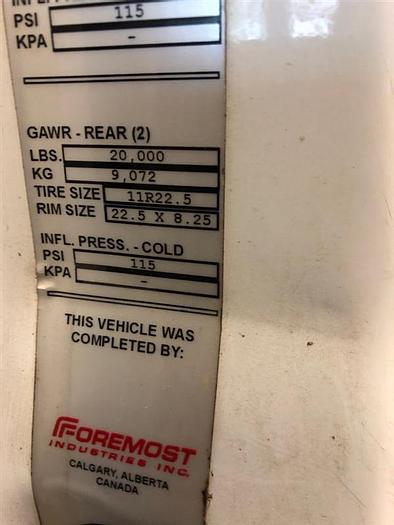 PSI 115
KPA -
GAWR - REAR (2)
LBS. 20,000
KG 9,072
TIRE SIZE 11R22.5
RIM SIZE 22.5 X 8.25
INFL. PRESS. - COLD
PSI 115
KPA -
THIS VEHICLE WAS
COMPLETED BY:
FOREMOST
INDUSTRIES INC.
CALGARY, ALBERTA
CANADA